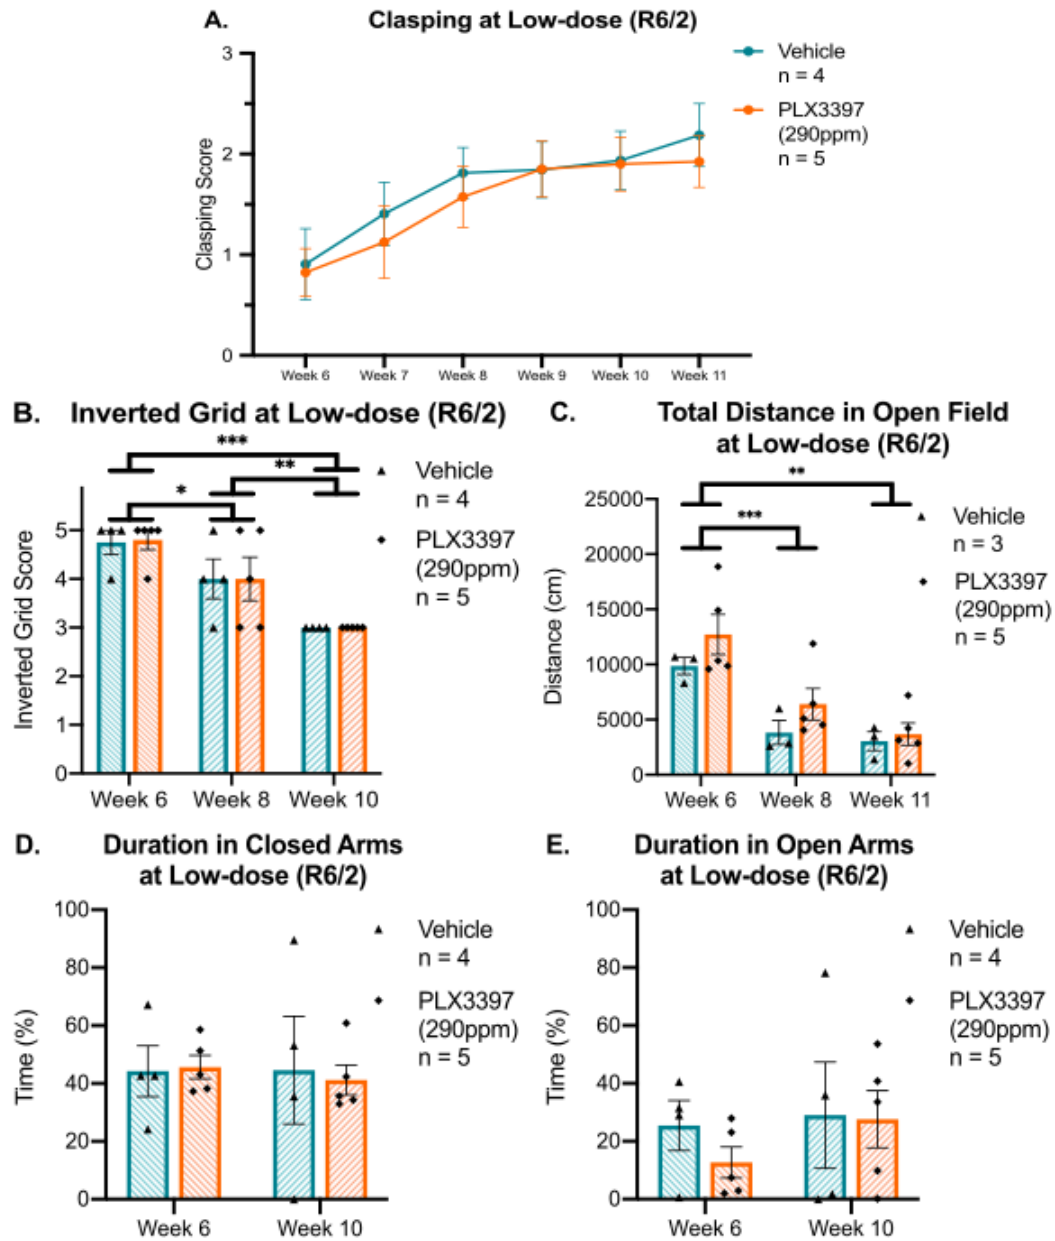 A.
Clasping at Low-dose (R6/2)
Clasping Score
3
2
1
0
Week 6 Week 7 Week 8 Week 9 Week 10 Week 11
Vehicle
n = 4
PLX3397
(290ppm)
n = 5
B. Inverted Grid at Low-dose (R6/2)
***
**
*
Inverted Grid Score
5
4
3
2
1
0
Week 6 Week 8 Week 10
Vehicle
n = 4
PLX3397
(290ppm)
n = 5
C. Total Distance in Open Field
at Low-dose (R6/2)
**
***
Distance (cm)
25000
20000
15000
10000
5000
0
Week 6 Week 8 Week 11
Vehicle
n = 3
PLX3397
(290ppm)
n = 5
D. Duration in Closed Arms
at Low-dose (R6/2)
Time (%)
100
80
60
40
20
0
Week 6 Week 10
Vehicle
n = 4
PLX3397
(290ppm)
n = 5
E. Duration in Open Arms
at Low-dose (R6/2)
Time (%)
100
80
60
40
20
0
Week 6 Week 10
Vehicle
n = 4
PLX3397
(290ppm)
n = 5